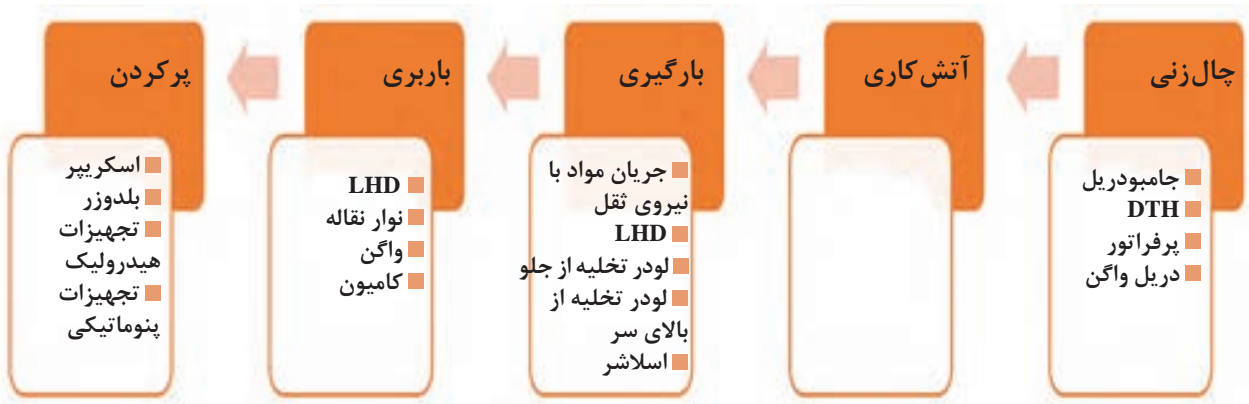 چال‌زنی
جامبودریل
DTH
پرفراتور
دریل واگن
آتش‌کاری
بارگیری
جریان مواد با
نیروی ثقل
LHD
لودر تخلیه از جلو
لودر تخلیه از
بالای سر
اسلاشر
باربری
LHD
نوار نقاله
واگن
کامیون
پرکردن
اسکریپر
بلدوزر
تجهیزات
هیدرولیک
تجهیزات
پنوماتیکی